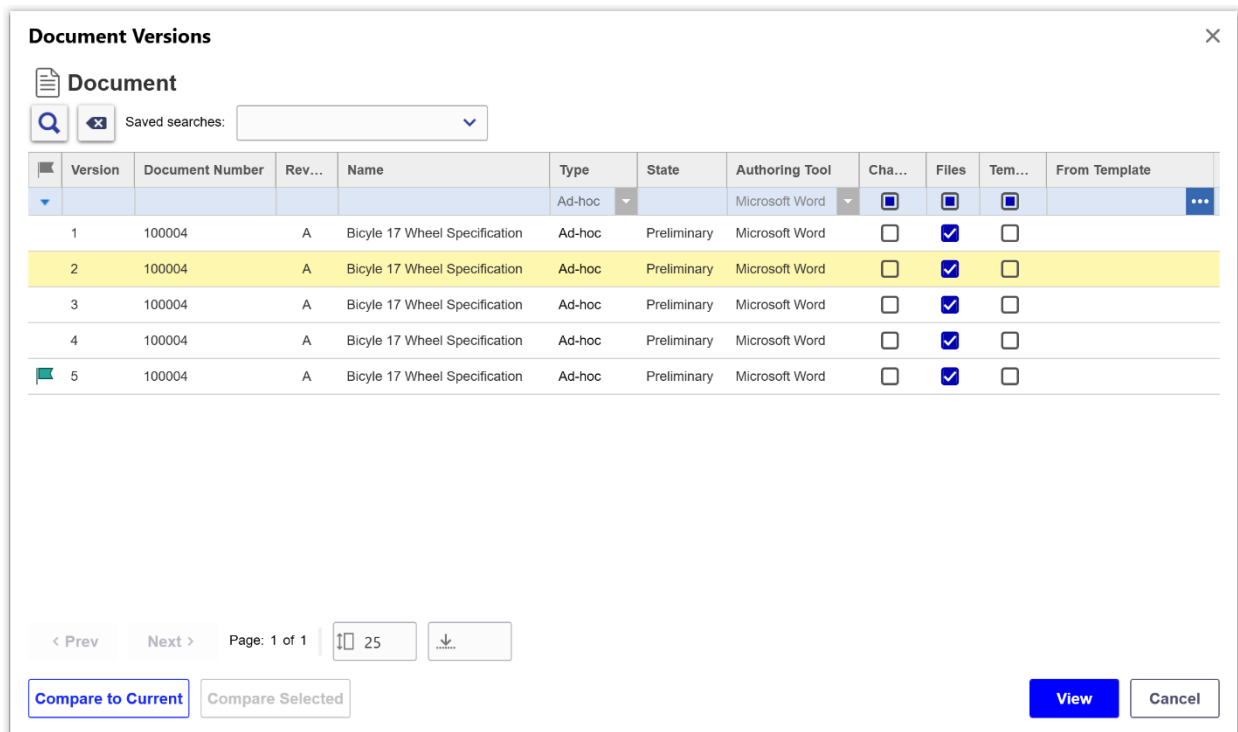 Document Versions
Document
Saved searches:
Version Document Number Rev... Name Type State Authoring Tool Cha... Files Tem... From Template
Ad-hoc Microsoft Word ...
1 100004 A Bicyle 17 Wheel Specification Ad-hoc Preliminary Microsoft Word
2 100004 A Bicyle 17 Wheel Specification Ad-hoc Preliminary Microsoft Word
3 100004 A Bicyle 17 Wheel Specification Ad-hoc Preliminary Microsoft Word
4 100004 A Bicyle 17 Wheel Specification Ad-hoc Preliminary Microsoft Word
5 100004 A Bicyle 17 Wheel Specification Ad-hoc Preliminary Microsoft Word
< Prev Next > Page: 1 of 1 25
Compare to Current Compare Selected View Cancel